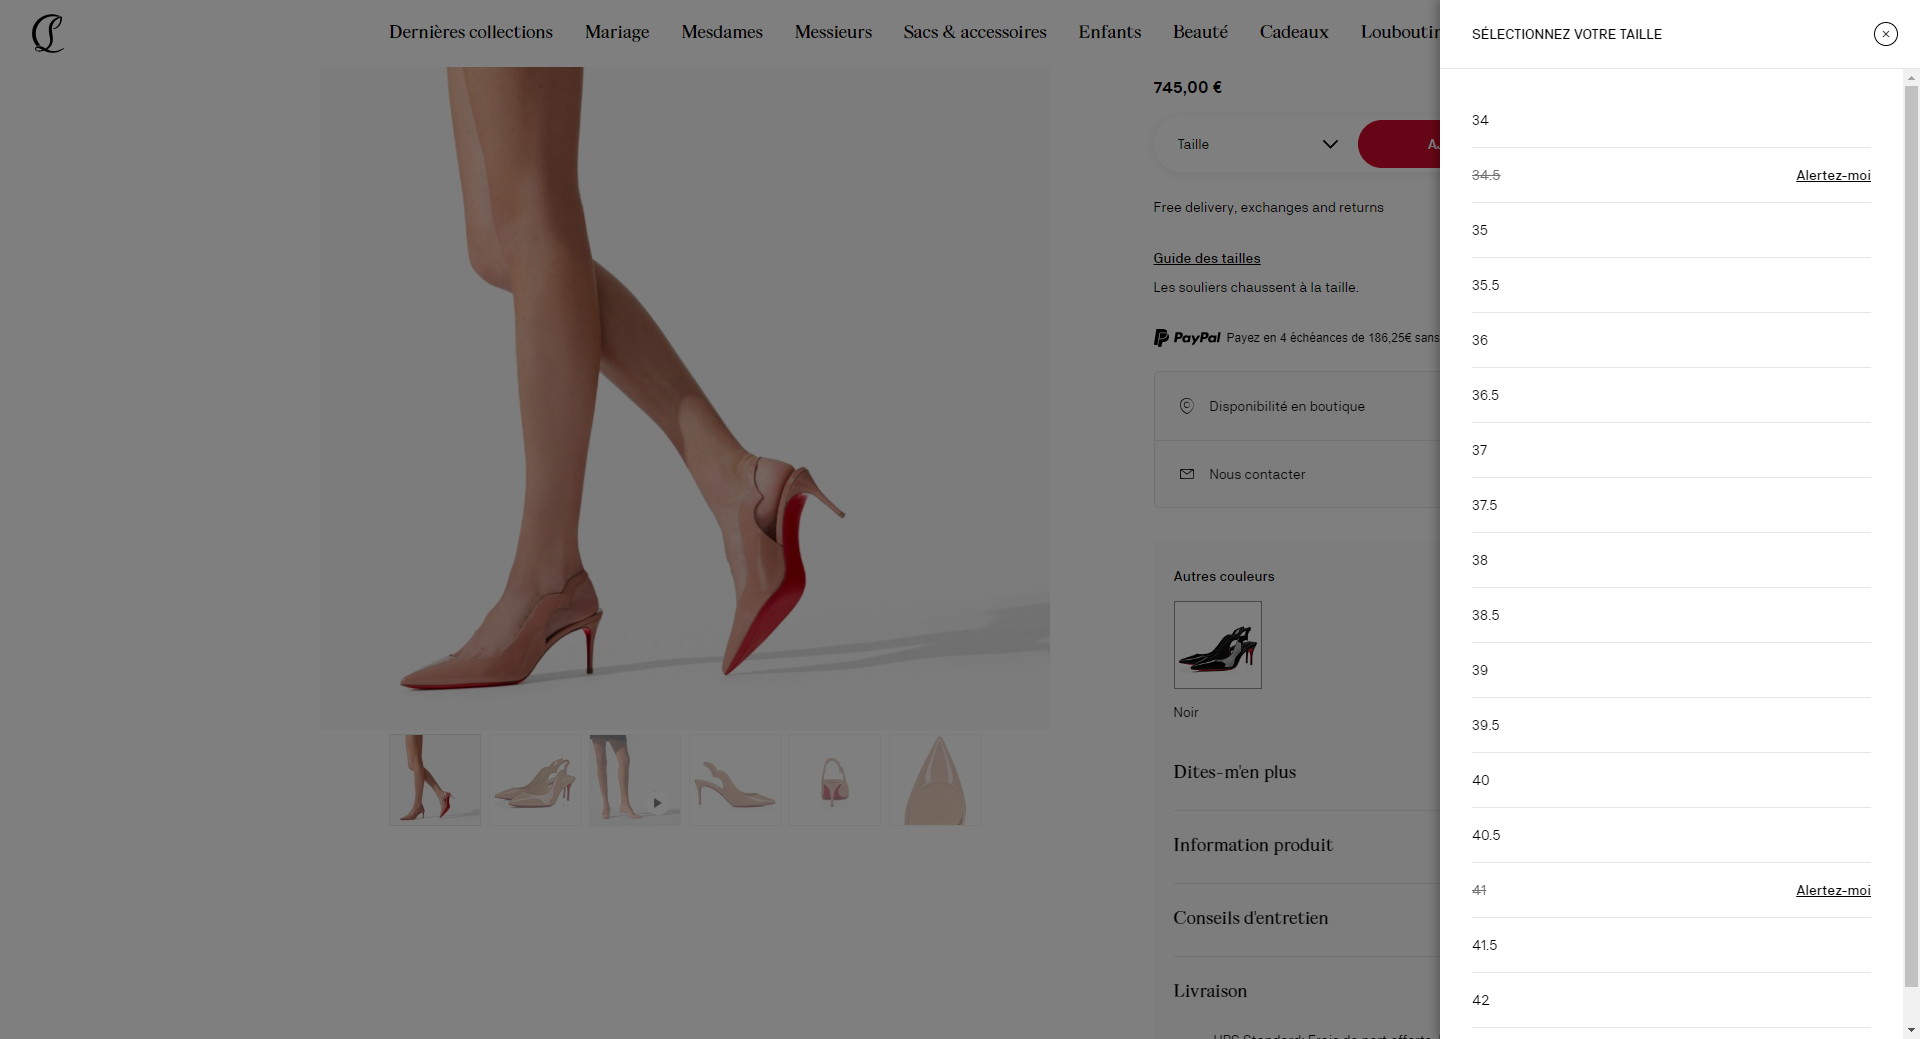 Dernières collections
Mariage
Mesdames
Messieurs
Sacs & accessoires
Enfants
Beauté
Cadeaux
745,00 €
Taille
Free delivery, exchanges and returns
Guide des tailles
Les souliers chaussent à la taille.
PayPal Payez en 4 échéances de 186,25€ sans
Disponibilité en boutique
Nous contacter
Autres couleurs
Noir
Dites-m'en plus
Information produit
Conseils d'entretien
Livraison
SÉLECTIONNEZ VOTRE TAILLE
34
34.5 Alertez-moi
35
35.5
36
36.5
37
37.5
38
38.5
39
39.5
40
40.5
41 Alertez-moi
41.5
42